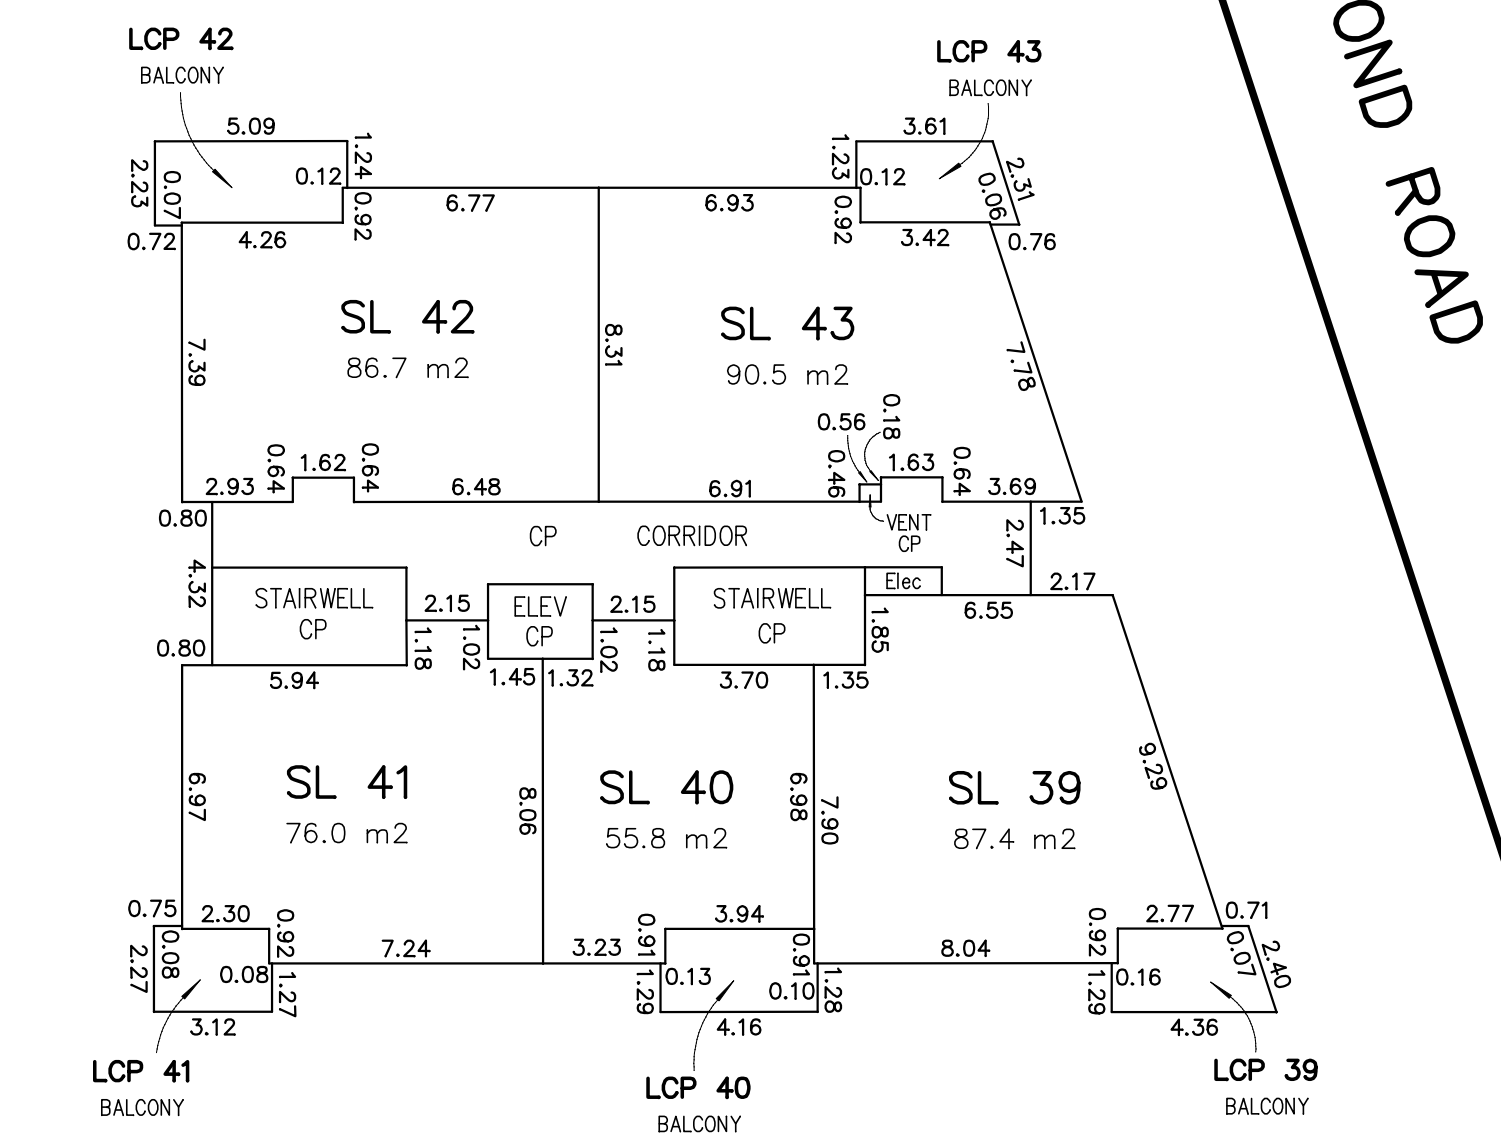 LCP 42
BALCONY
LCP 43
BALCONY
OND ROAD
5.09
1.24
2.23
0.07
0.12
0.92
0.72
4.26
6.77
6.93
3.61
1.23
0.12
2.31
0.06
0.92
3.42
0.76
SL 42
86.7 m2
SL 43
90.5 m2
7.39
8.31
7.78
0.56
0.18
2.93
0.64
1.62
0.64
6.48
6.91
0.46
1.63
0.64
3.69
0.80
CP CORRIDOR
VENT
CP
2.47
1.35
4.32
STAIRWELL
CP
2.15
ELEV
CP
2.15
STAIRWELL
CP
Elec
6.55
2.17
0.80
1.18
1.02
1.02
1.18
1.85
5.94
1.45
1.32
3.70
1.35
6.97
SL 41
76.0 m2
8.06
SL 40
55.8 m2
6.98
7.90
SL 39
87.4 m2
9.29
0.75
2.30
0.92
7.24
3.23
0.91
3.94
0.91
8.04
0.92
2.77
0.71
2.27
0.08
0.08
1.27
1.29
0.13
0.10
1.28
1.29
0.16
0.07
2.40
3.12
4.16
4.36
LCP 41
BALCONY
LCP 40
BALCONY
LCP 39
BALCONY